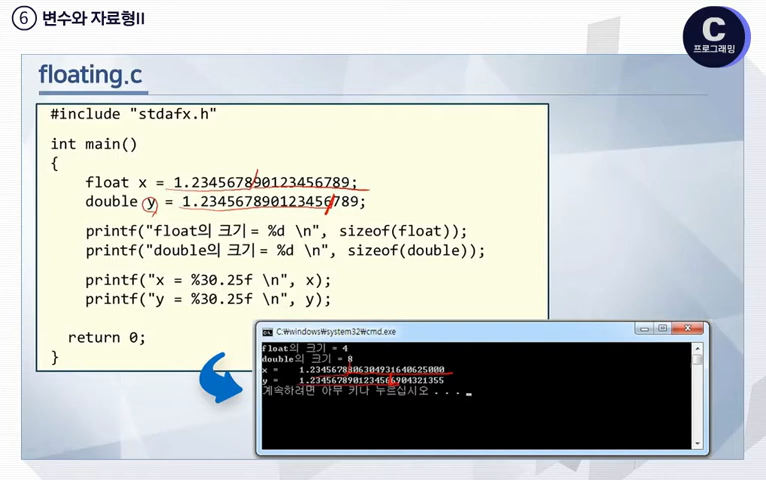 6 변수와 자료형II
C
프로그래밍
floating.c
#include "stdafx.h"
int main()
{
float x = 1.234567890123456789;
double y = 1.234567890123456789;
printf("float의 크기 = %d \n", sizeof(float));
printf("double의 크기 = %d \n", sizeof(double));
printf("x = %30.25f \n", x);
printf("y = %30.25f \n", y);
return 0;
}
C:\windows\system32\cmd.exe
float의 크기 = 4
double의 크기 = 8
x = 1.2345678806304931640625000
y = 1.2345678901234566904321355
계속하려면 아무 키나 누르십시오 . . .